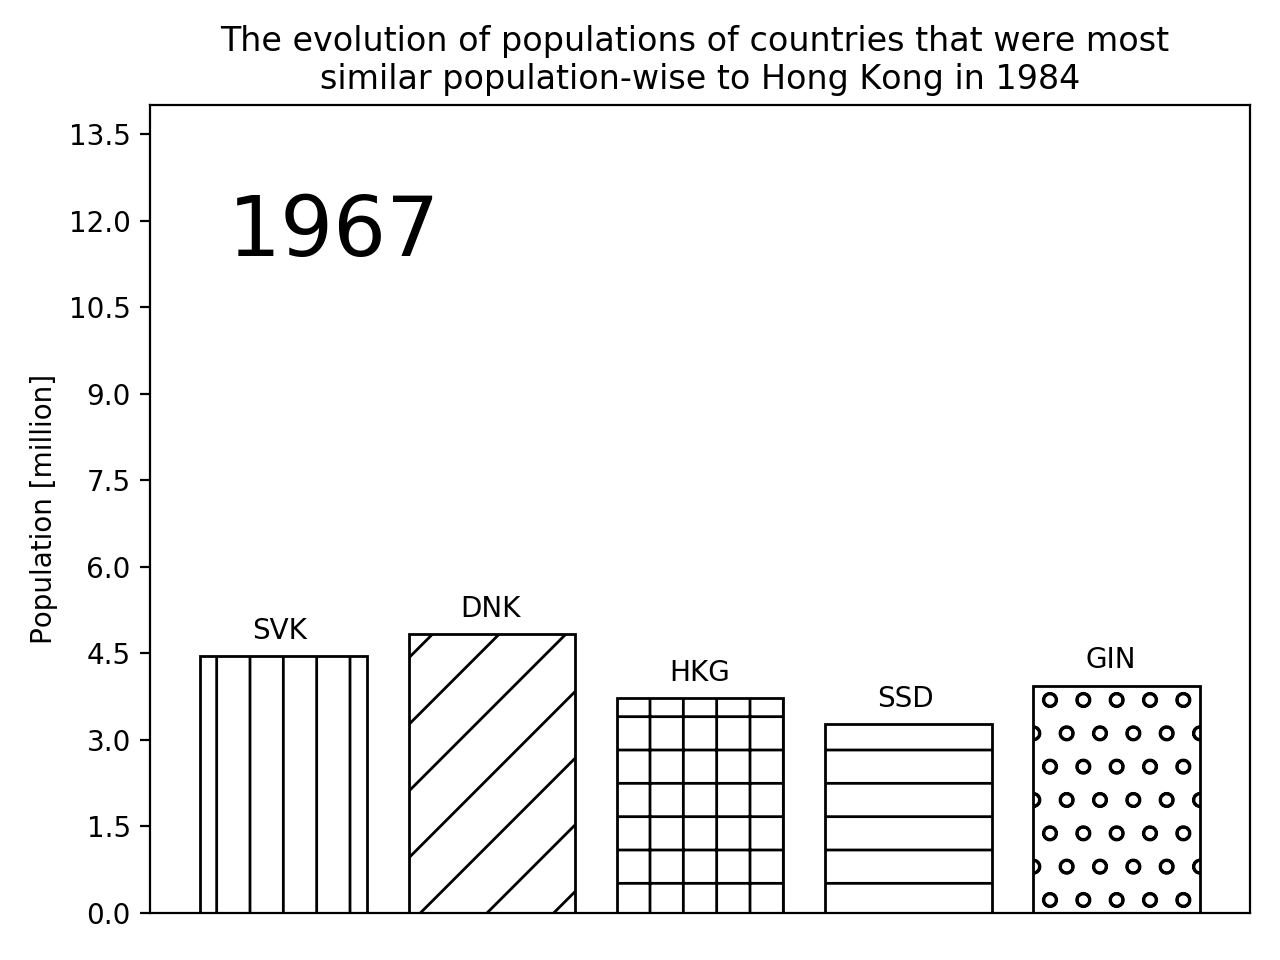 The evolution of populations of countries that were most
similar population-wise to Hong Kong in 1984
1967
Population [million]
13.5
12.0
10.5
9.0
7.5
6.0
4.5
3.0
1.5
0.0
SVK
DNK
HKG
SSD
GIN